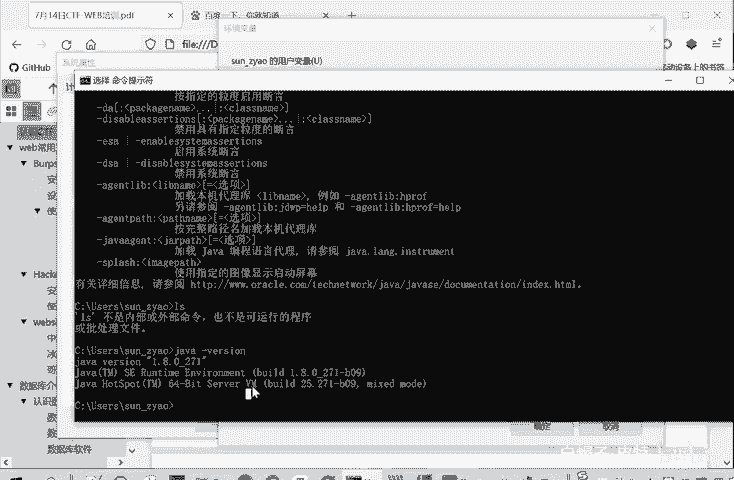 7月14日CTF-WEB培训.pdf
百度一下，你就知道
环境变量
file:///D
GitHub
系统属性
sun_zyao 的用户变量(U)
移动设备上的书签
选择 命令提示符
按指定的粒度启用断言
-da[:<packagename>...|:<classname>]
-disableassertions[:<packagename>...|:<classname>]
禁用具有指定粒度的断言
-esa | -enablesystemassertions
启用系统断言
-dsa | -disablesystemassertions
禁用系统断言
-agentlib:<libname>[=<选项>]
加载本机代理库 <libname>, 例如 -agentlib:hprof
另请参阅 -agentlib:jdwp=help 和 -agentlib:hprof=help
-agentpath:<pathname>[=<选项>]
按完整路径名加载本机代理库
-javaagent:<jarpath>[=<选项>]
加载 Java 编程语言代理, 请参阅 java.lang.instrument
-splash:<imagepath>
使用指定的图像显示启动屏幕
有关详细信息, 请参阅 http://www.oracle.com/technetwork/java/javase/documentation/index.html。
C:\Users\sun_zyao>ls
'ls' 不是内部或外部命令，也不是可运行的程序
或批处理文件。
C:\Users\sun_zyao>java -version
java version "1.8.0_271"
Java(TM) SE Runtime Environment (build 1.8.0_271-b09)
Java HotSpot(TM) 64-Bit Server VM (build 25.271-b09, mixed mode)
C:\Users\sun_zyao>
web常用
Burps
使
Hack
webs
数据库介
认识
数据库软件
确定
取消